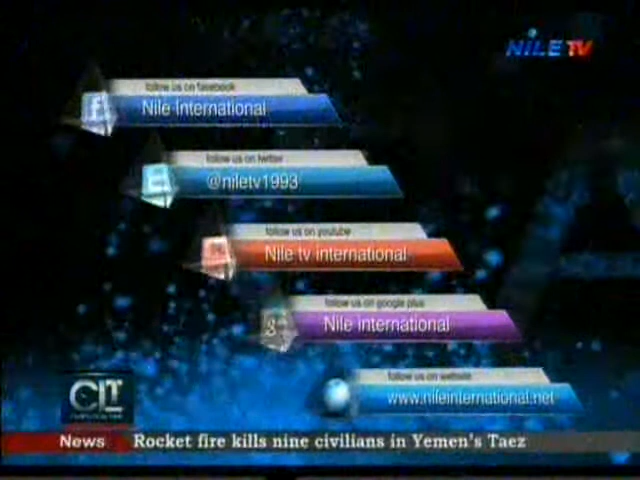 NiLE TV
follow us on facebook
Nile International
follow us on twitter
@niletv1993
follow us on youtube
Nile tv international
follow us on google plus
Nile international
follow us on website
www.nileinternational.net
CLT
News Rocket fire kills nine civilians in Yemen's Taez